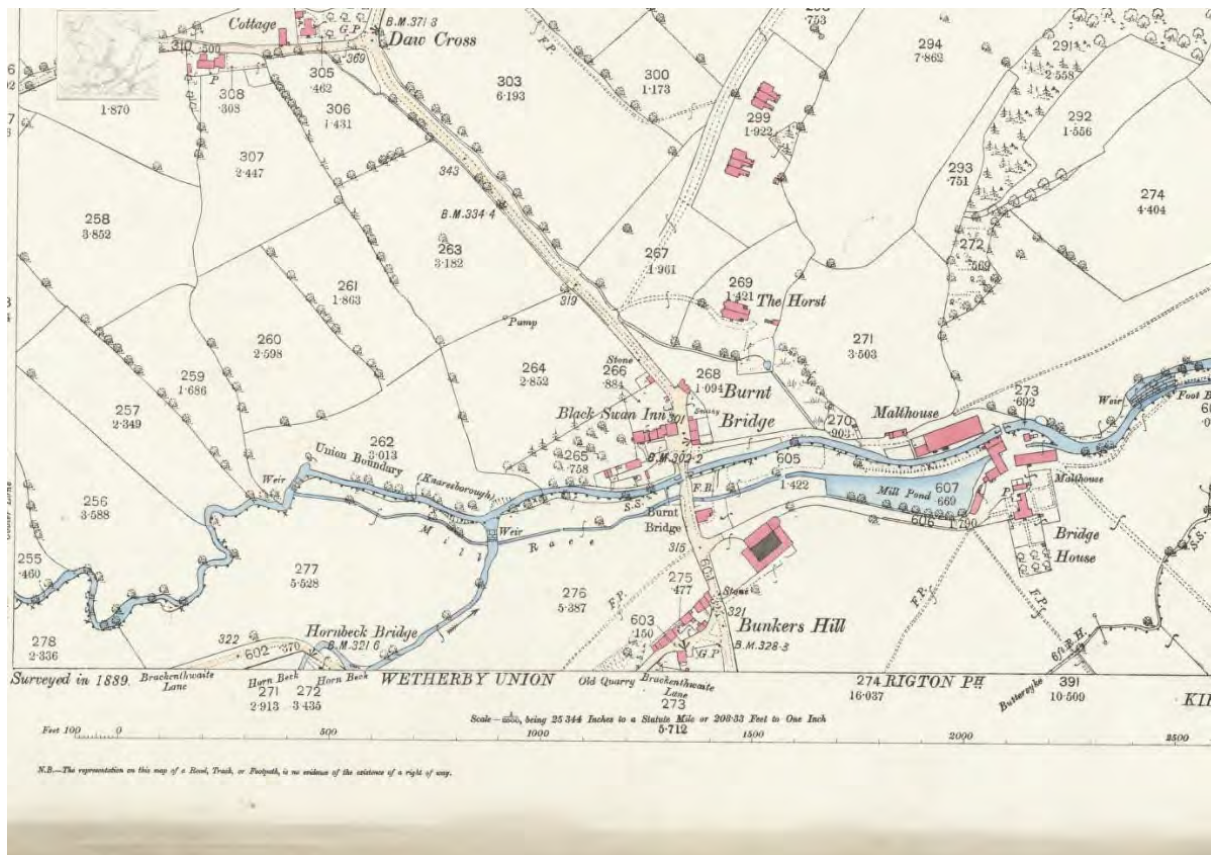 Cottage
G.P.
B.M.371·3
Daw Cross
310
·500
305
·462
369
P
1·870
308
·308
306
1·431
303
6·193
F.P.
300
1·173
·753
294
7·862
291
2·558
299
1·922
292
1·556
307
2·447
343
293
·751
274
4·404
258
3·852
B.M.334·4
263
3·182
267
1·961
272
·569
261
1·863
319
269
1·421
The Horst
Pump
260
2·598
271
3·503
259
1·686
264
2·852
Stone
266
·884
268
1·094
Burnt
Bridge
273
·692
Weir
257
2·349
Black Swan Inn
301
270
·903
Malthouse
262
3·013
Union Boundary
(Knaresborough)
265
·758
B.M.302·2
605
1·422
Weir
256
3·588
S.S.
F.B.
Mill Pond
607
·669
Malthouse
Burnt
Bridge
Weir
Mill Race
606
P.
Bridge
House
255
·460
315
604
277
5·528
276
5·387
275
·477
F.P.
F.P.
F.P.
S.S.
Stone
321
603
·150
Bunkers Hill
278
2·336
Hornbeck Bridge
322
602
·370
B.M.321·6
G.P.
B.M.328·3
Surveyed in 1889.
Brackenthwaite
Lane
Horn Beck
Horn Beck
WETHERBY UNION
Old Quarry
Brackenthwaite
Lane
274
16·037
RIGTON PH.
391
10·509
271
2·913
272
3·435
273
5·712
Scale – being 25·344 Inches to a Statute Mile or 208·33 Feet to One Inch
Feet 100
0
500
1000
1500
2000
2500
N.B.—The representation on this map of a Road, Track, or Footpath, is no evidence of the existence of a right of way.